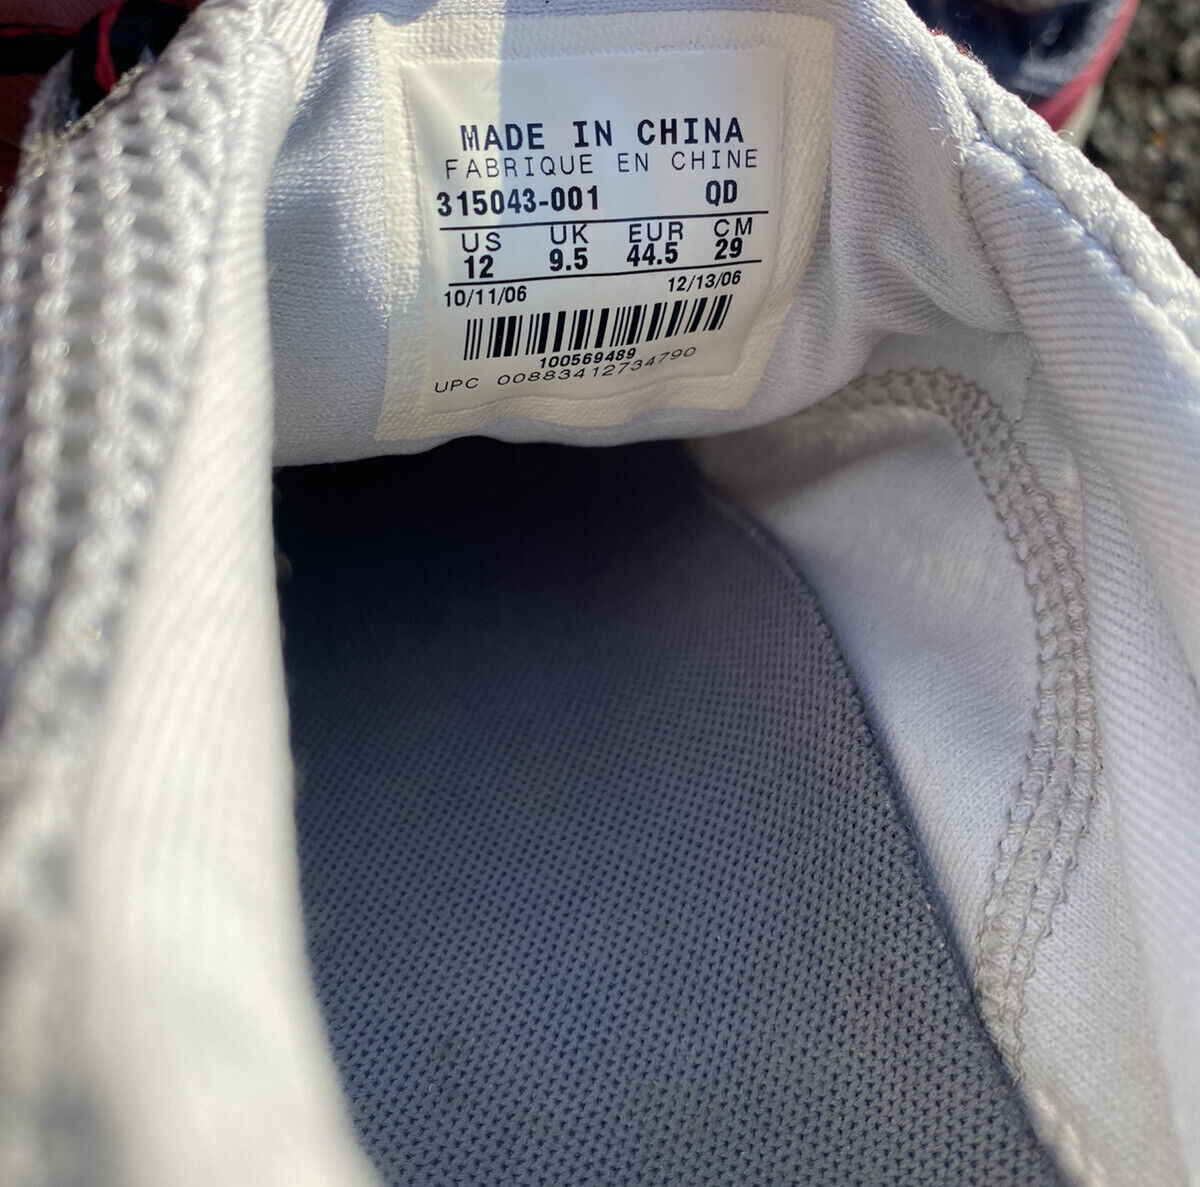 MADE IN CHINA
FABRIQUE EN CHINE
315043-001 QD
US UK EUR CM
12 9.5 44.5 29
10/11/06 12/13/06
100569489
UPC 00883412734790